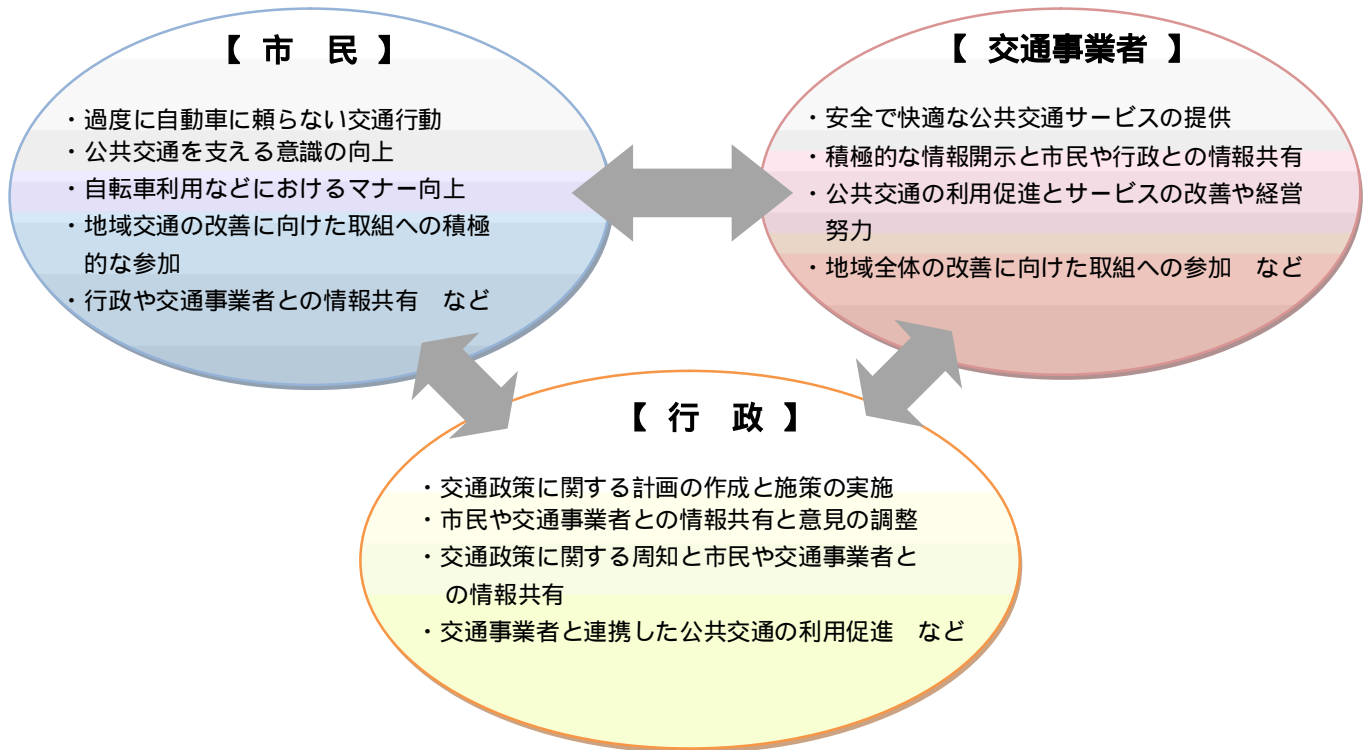 【 市　民 】
・過度に自動車に頼らない交通行動
・公共交通を支える意識の向上
・自転車利用などにおけるマナー向上
・地域交通の改善に向けた取組への積極
的な参加
・行政や交通事業者との情報共有　など
【 交通事業者 】
・安全で快適な公共交通サービスの提供
・積極的な情報開示と市民や行政との情報共有
・公共交通の利用促進とサービスの改善や経営
努力
・地域全体の改善に向けた取組への参加　など
【 行　政 】
・交通政策に関する計画の作成と施策の実施
・市民や交通事業者との情報共有と意見の調整
・交通政策に関する周知と市民や交通事業者と
の情報共有
・交通事業者と連携した公共交通の利用促進　など